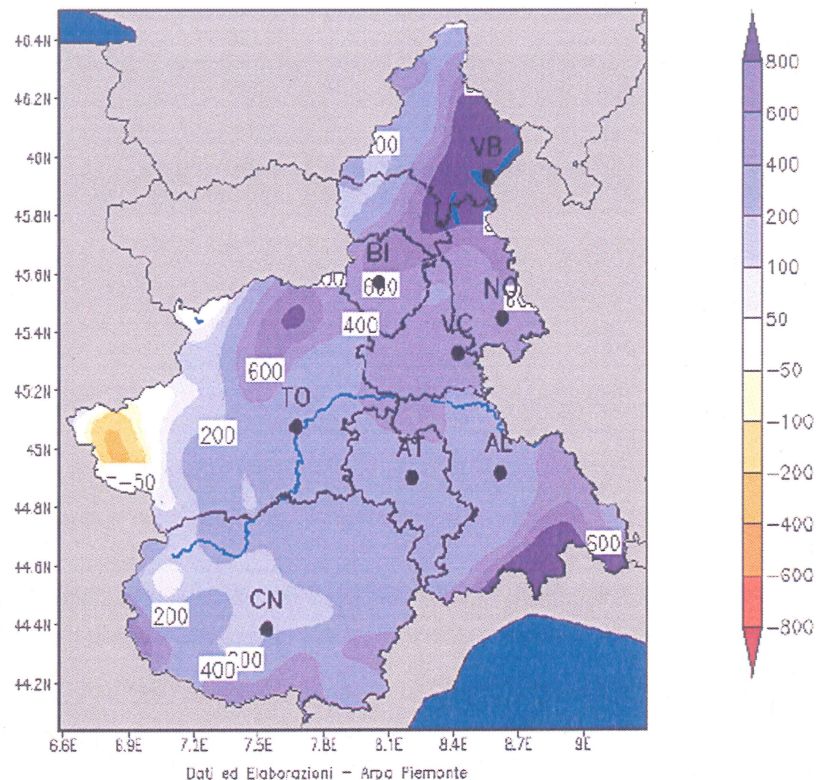 46.4N
46.2N
46N
45.8N
45.6N
45.4N
45.2N
45N
44.8N
44.6N
44.4N
44.2N
VB
BI
600
NO
400
VC
600
TO
200
AT
AL
-50
600
CN
200
400
6.6E 6.9E 7.2E 7.5E 7.8E 8.1E 8.4E 8.7E 9E
Dati ed Elaborazioni – Arpa Piemonte
800
600
400
200
100
50
-50
-100
-200
-400
-600
-800